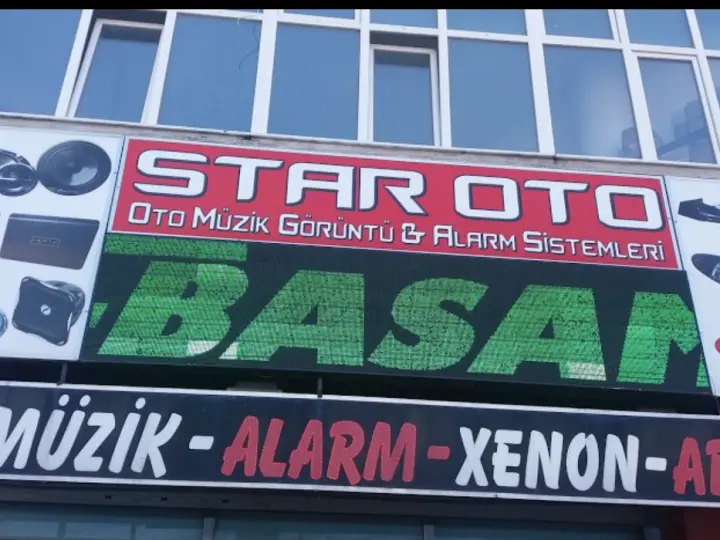 STAR OTO
OTO MÜZİK GÖRÜNTÜ & ALARM SİSTEMLERİ
-BASAM
MÜZİK - ALARM - XENON -